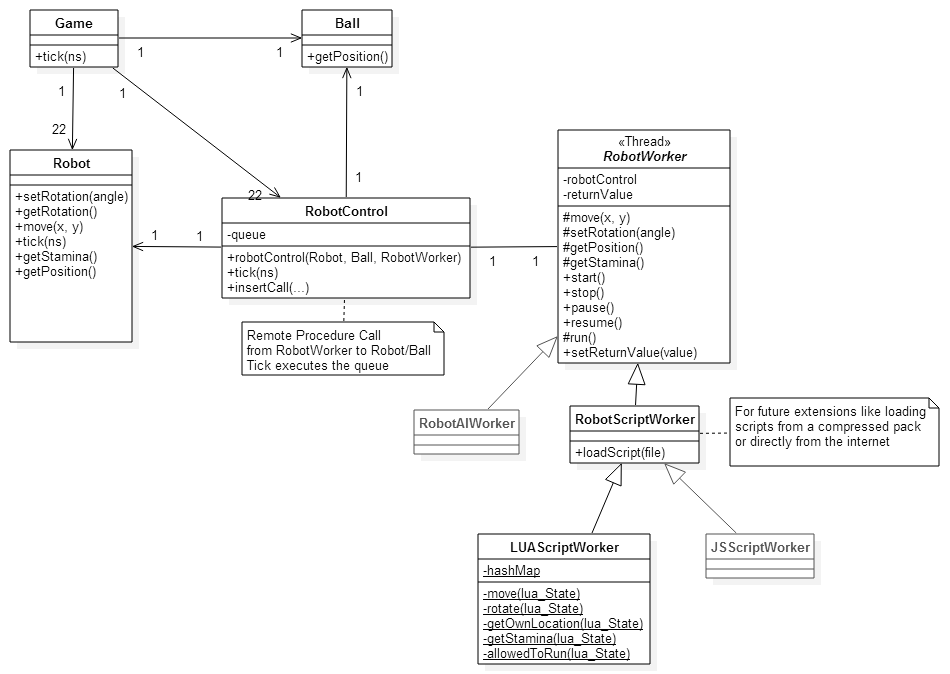 Game
+tick(ns)
Ball
+getPosition()
1
1
1
22
1
22
1
1
Robot
+setRotation(angle)
+getRotation()
+move(x, y)
+tick(ns)
+getStamina()
+getPosition()
1
1
RobotControl
-queue
+robotControl(Robot, Ball, RobotWorker)
+tick(ns)
+insertCall(...)
Remote Procedure Call
from RobotWorker to Robot/Ball
Tick executes the queue
1
1
«Thread»
RobotWorker
-robotControl
-returnValue
#move(x, y)
#setRotation(angle)
#getPosition()
#getStamina()
+start()
+stop()
+pause()
+resume()
#run()
+setReturnValue(value)
RobotAIWorker
RobotScriptWorker
+loadScript(file)
For future extensions like loading
scripts from a compressed pack
or directly from the internet
LUAScriptWorker
-hashMap
-move(lua_State)
-rotate(lua_State)
-getOwnLocation(lua_State)
-getStamina(lua_State)
-allowedToRun(lua_State)
JSScriptWorker